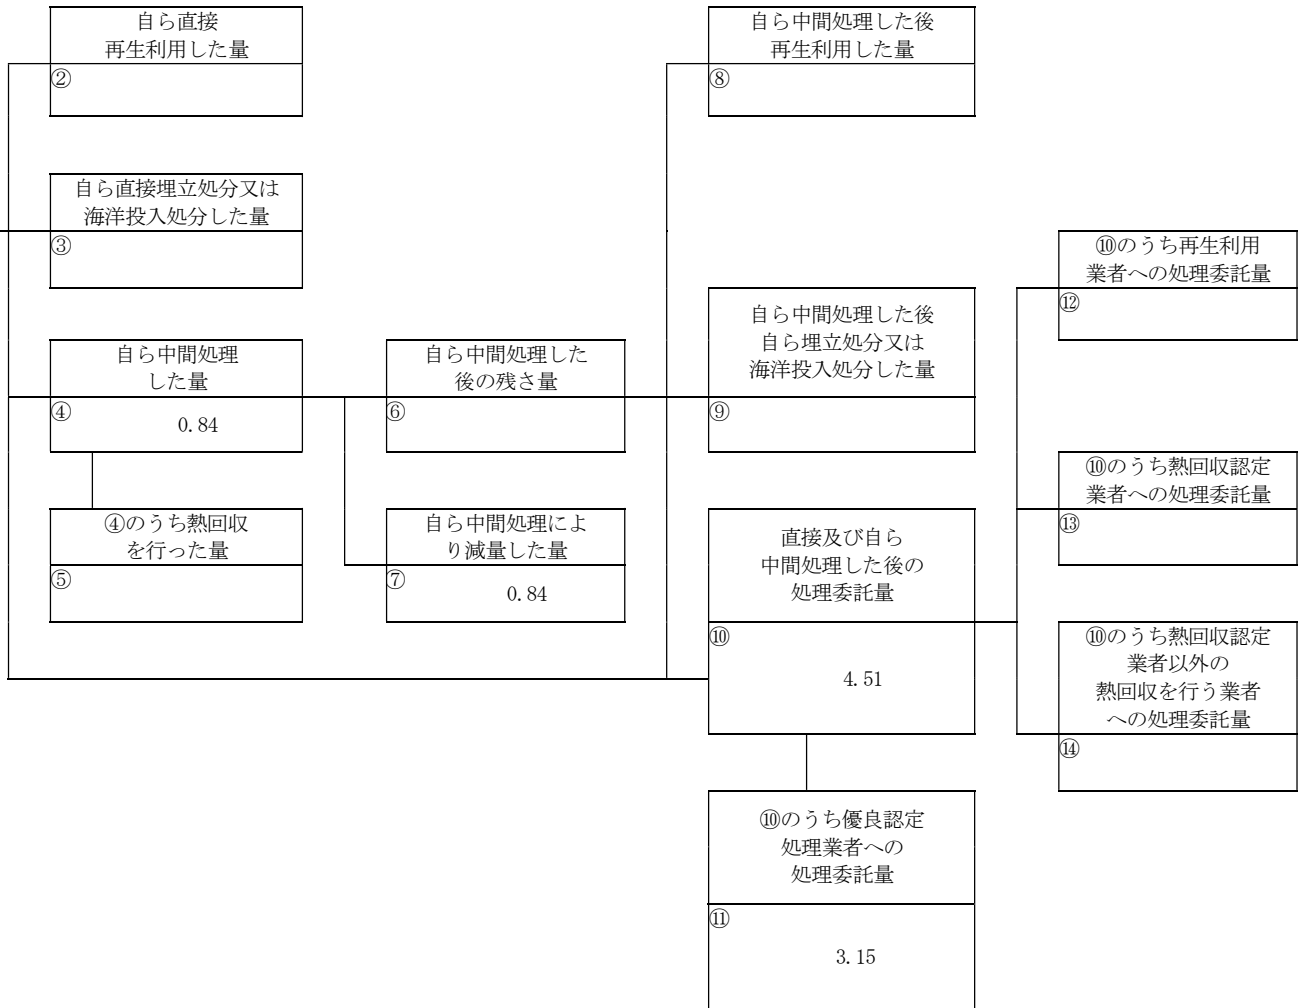 自ら直接
再生利用した量
②
自ら中間処理した後
再生利用した量
⑧
自ら直接埋立処分又は
海洋投入処分した量
③
⑩のうち再生利用
業者への処理委託量
⑫
自ら中間処理した後
自ら埋立処分又は
海洋投入処分した量
⑨
自ら中間処理
した量
④
0.84
自ら中間処理した
後の残さ量
⑥
⑩のうち熱回収認定
業者への処理委託量
⑬
④のうち熱回収
を行った量
⑤
自ら中間処理によ
り減量した量
⑦
0.84
直接及び自ら
中間処理した後の
処理委託量
⑩
4.51
⑩のうち熱回収認定
業者以外の
熱回収を行う業者
への処理委託量
⑭
⑩のうち優良認定
処理業者への
処理委託量
⑪
3.15